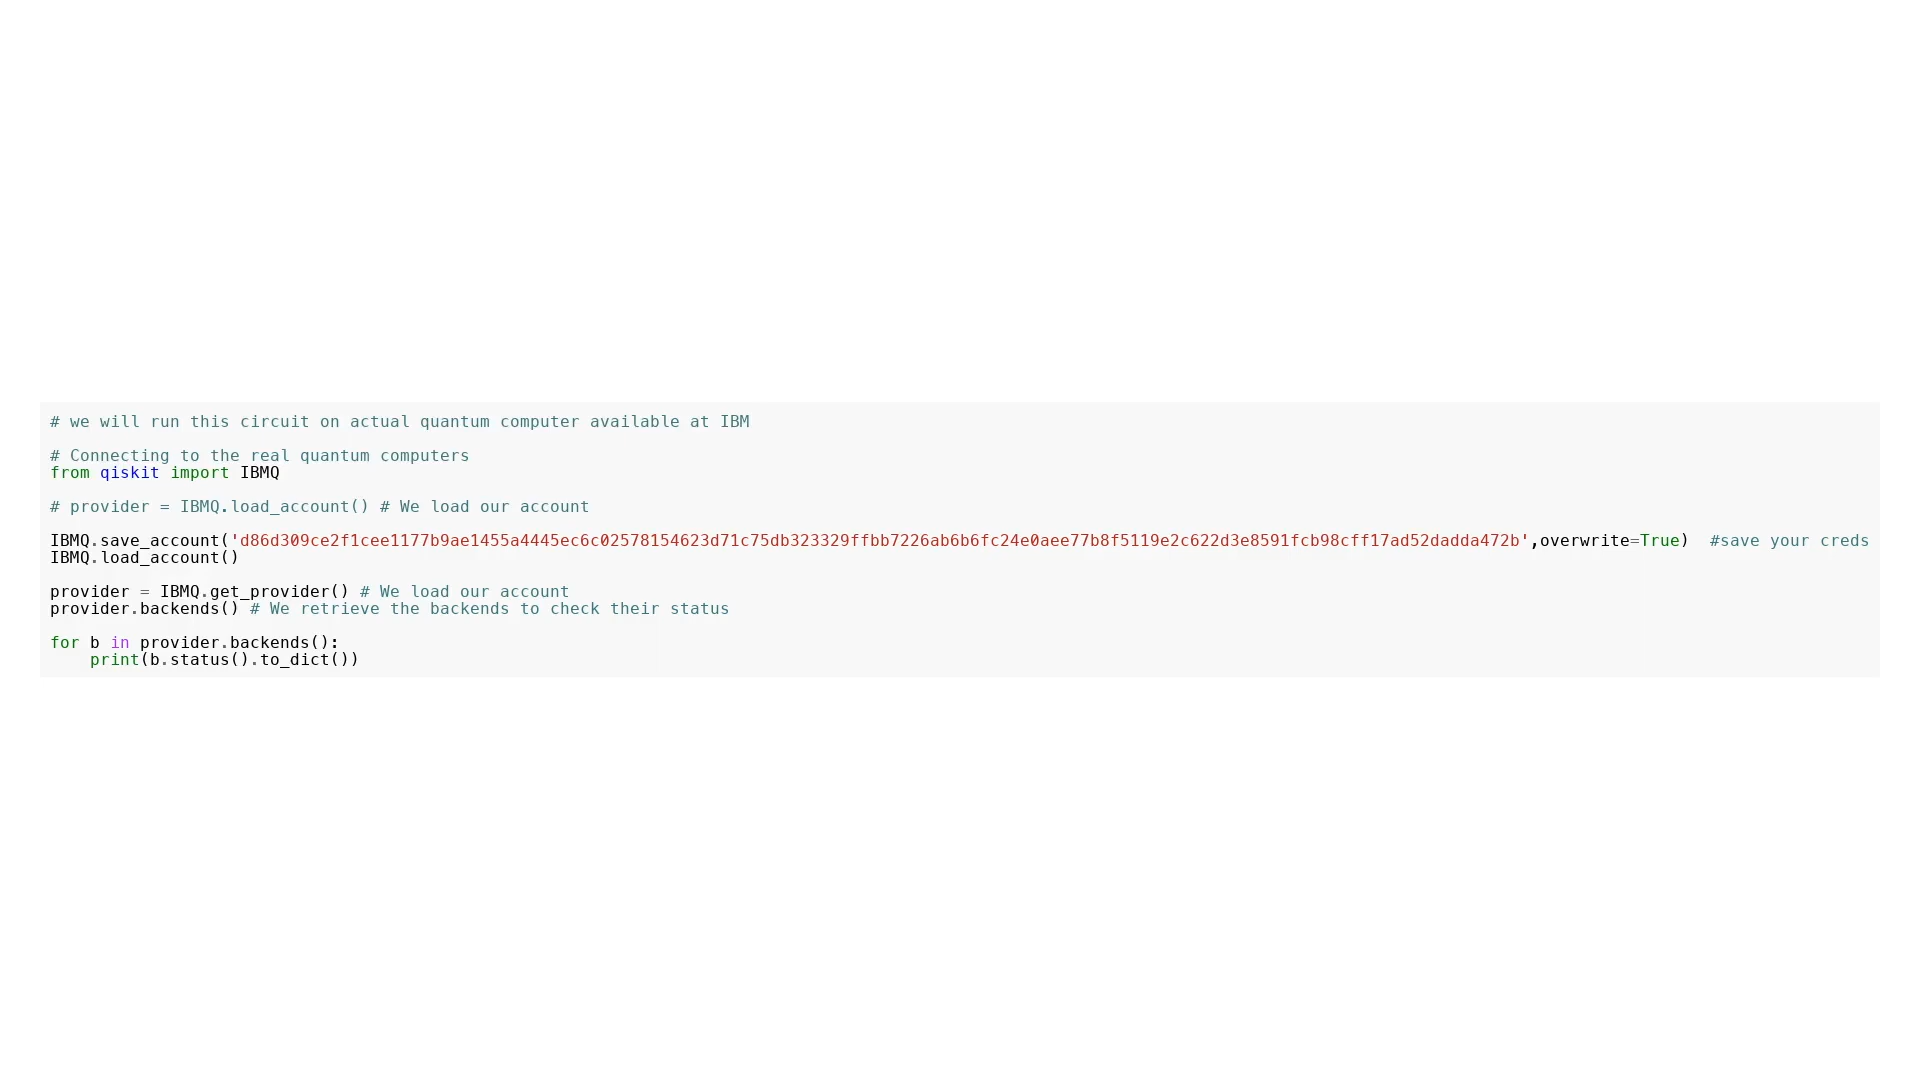 # we will run this circuit on actual quantum computer available at IBM
# Connecting to the real quantum computers
from qiskit import IBMQ
# provider = IBMQ.load_account() # We load our account
IBMQ.save_account('d86d309ce2f1cee1177b9ae1455a4445ec6c02578154623d71c75db323329ffbb7226ab6b6fc24e0aee77b8f5119e2c622d3e8591fcb98cff17ad52dadda472b',overwrite=True)  #save your creds
IBMQ.load_account()
provider = IBMQ.get_provider() # We load our account
provider.backends() # We retrieve the backends to check their status
for b in provider.backends():
    print(b.status().to_dict())